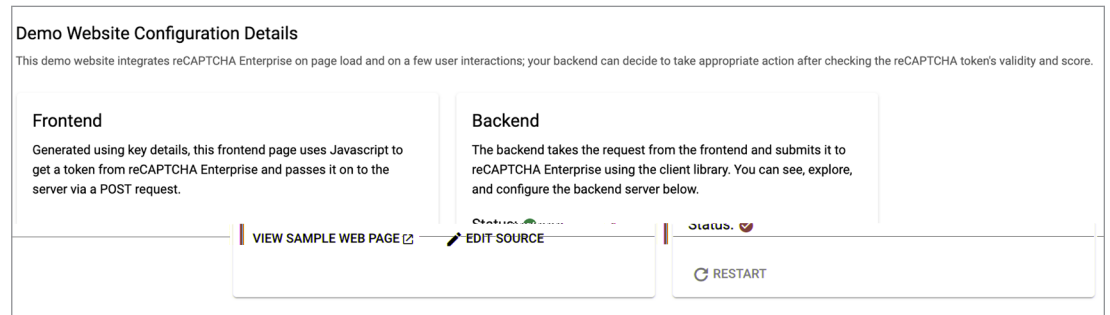 Demo Website Configuration Details
This demo website integrates reCAPTCHA Enterprise on page load and on a few user interactions; your backend can decide to take appropriate action after checking the reCAPTCHA token's validity and score.
Frontend
Generated using key details, this frontend page uses Javascript to
get a token from reCAPTCHA Enterprise and passes it on to the
server via a POST request.
Backend
The backend takes the request from the frontend and submits it to
reCAPTCHA Enterprise using the client library. You can see, explore,
and configure the backend server below.
Status:
VIEW SAMPLE WEB PAGE
EDIT SOURCE
Status:
RESTART